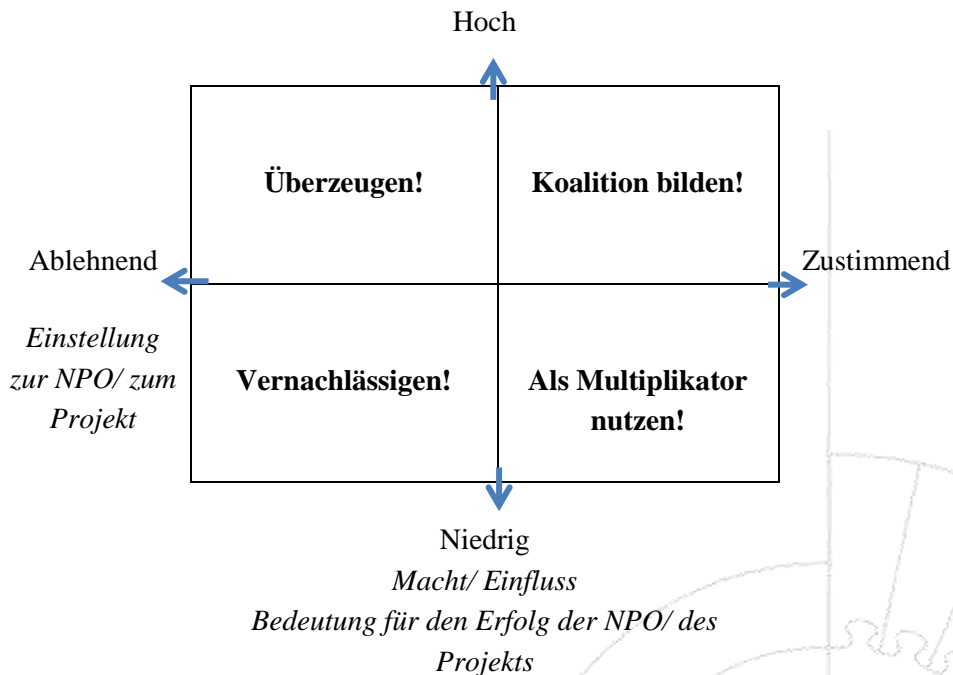 Hoch
Überzeugen!
Koalition bilden!
Ablehnend
Zustimmend
Einstellung
zur NPO/ zum
Projekt
Vernachlässigen!
Als Multiplikator
nutzen!
Niedrig
Macht/ Einfluss
Bedeutung für den Erfolg der NPO/ des
Projekts